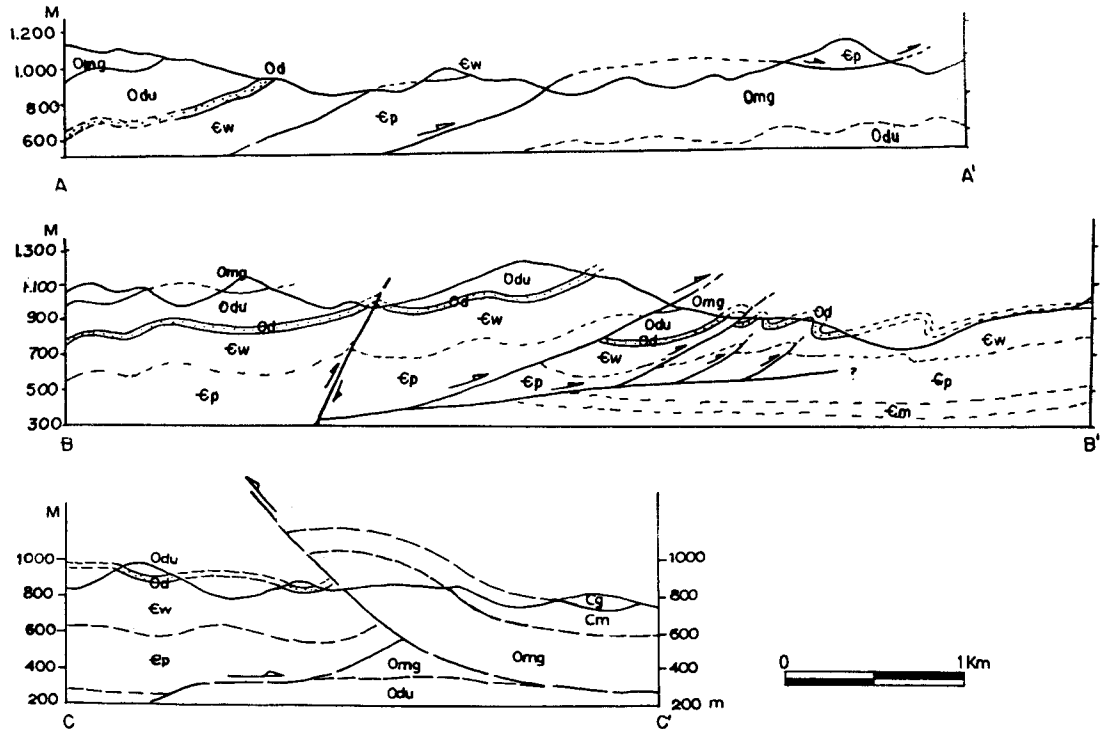 M
1.200
1.000
800
600
Omg
Odu
Od
Єw
Єw
Єp
Єp
Omg
Odu
A
A'
M
1.300
1.100
900
700
500
300
Omg
Odu
Od
Єw
Єp
Odu
Od
Єw
Єp
Omg
Odu
Od
Єw
Єp
Od
Єw
?
Єp
Єm
B
B'
M
1000
800
600
400
200
Odu
Od
Єw
Єp
Omg
Odu
Omg
Cg
Cm
1000
800
600
400
200 m
C
C'
0
1Km